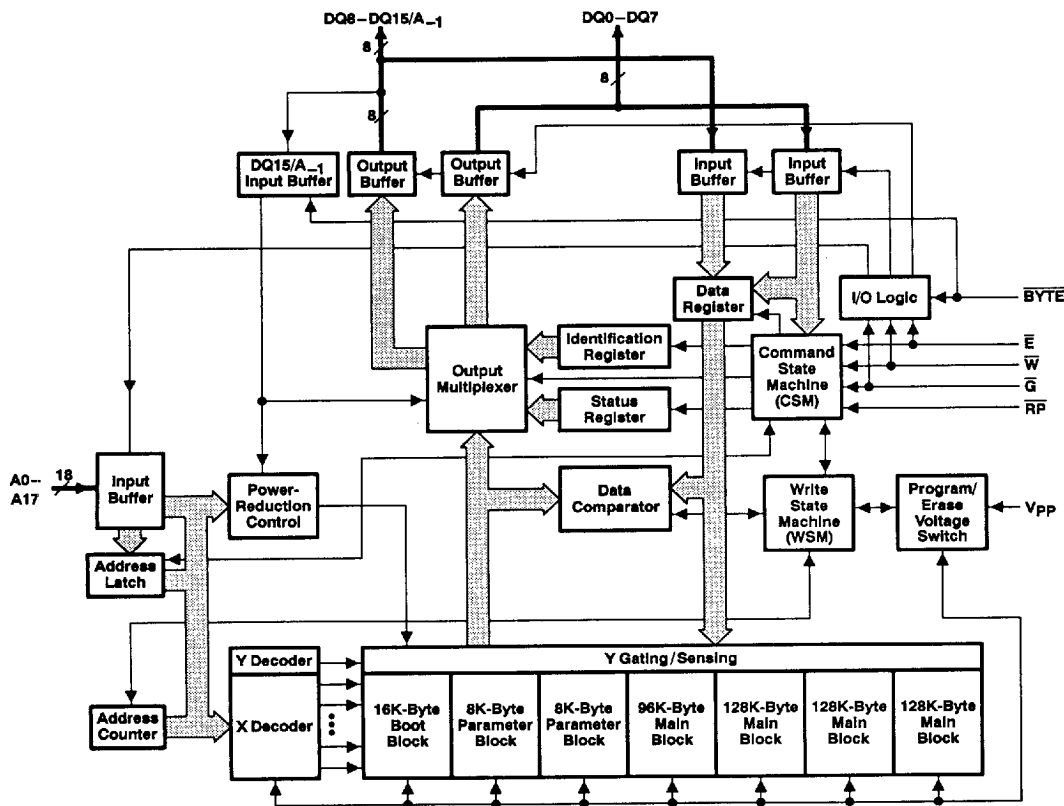 DQ8–DQ15/A₋₁
DQ0–DQ7
8
8
8
DQ15/A₋₁
Input Buffer
Output
Buffer
Output
Buffer
Input
Buffer
Input
Buffer
Data
Register
I/O Logic
BYTE
Output
Multiplexer
Identification
Register
Status
Register
Command
State
Machine
(CSM)
E
W
G
RP
A0–
A17
18
Input
Buffer
Power-
Reduction
Control
Data
Comparator
Write
State
Machine
(WSM)
Program/
Erase
Voltage
Switch
VPP
Address
Latch
Address
Counter
Y Decoder
X Decoder
Y Gating/Sensing
16K-Byte
Boot
Block
8K-Byte
Parameter
Block
8K-Byte
Parameter
Block
96K-Byte
Main
Block
128K-Byte
Main
Block
128K-Byte
Main
Block
128K-Byte
Main
Block